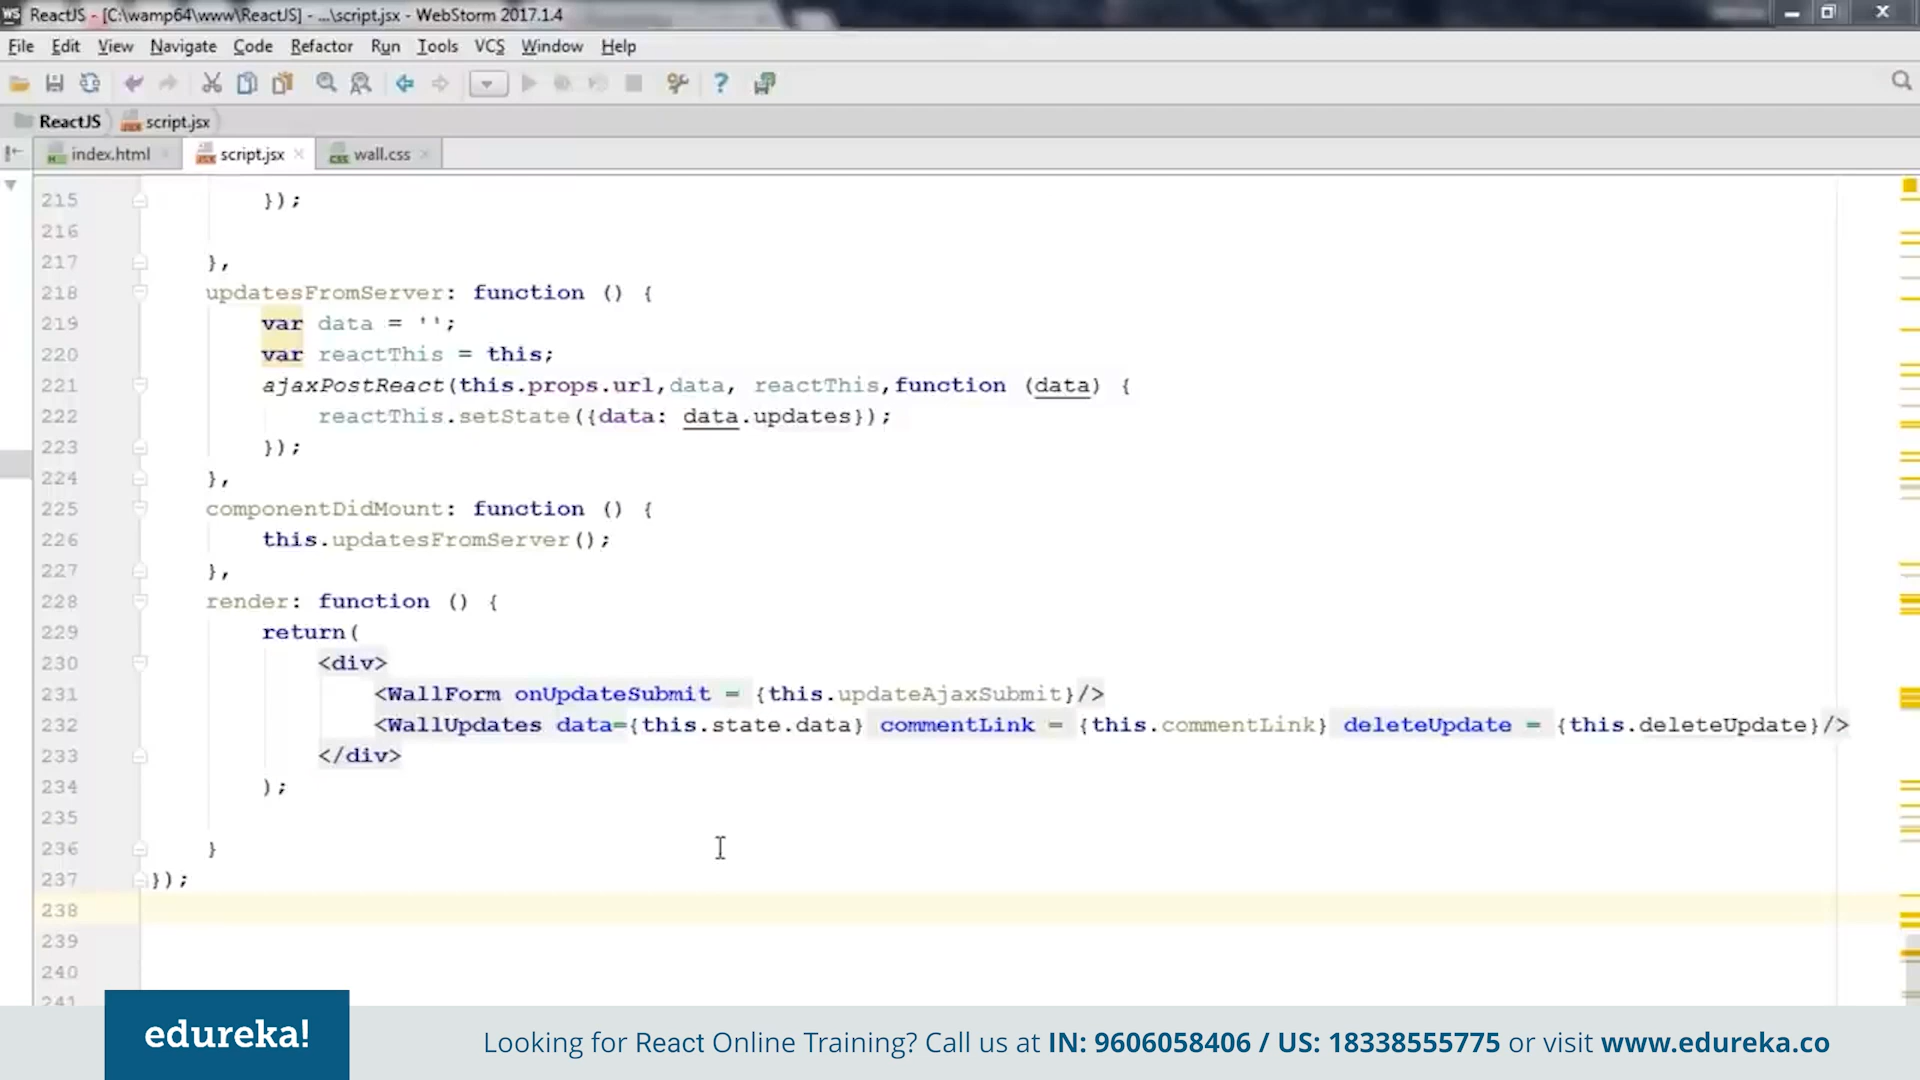 ReactJS - [C:\wamp64\www\ReactJS] - ...\script.jsx - WebStorm 2017.1.4
File Edit View Navigate Code Refactor Run Tools VCS Window Help
ReactJS script.jsx
index.html script.jsx wall.css
215 });
216
217 },
218 updatesFromServer: function () {
219 var data = '';
220 var reactThis = this;
221 ajaxPostReact(this.props.url,data, reactThis,function (data) {
222 reactThis.setState({data: data.updates});
223 });
224 },
225 componentDidMount: function () {
226 this.updatesFromServer();
227 },
228 render: function () {
229 return(
230 <div>
231 <WallForm onUpdateSubmit = {this.updateAjaxSubmit}/>
232 <WallUpdates data={this.state.data} commentLink = {this.commentLink} deleteUpdate = {this.deleteUpdate}/>
233 </div>
234 );
235
236 }
237 });
238
239
240
241
edureka!
Looking for React Online Training? Call us at IN: 9606058406 / US: 18338555775 or visit www.edureka.co